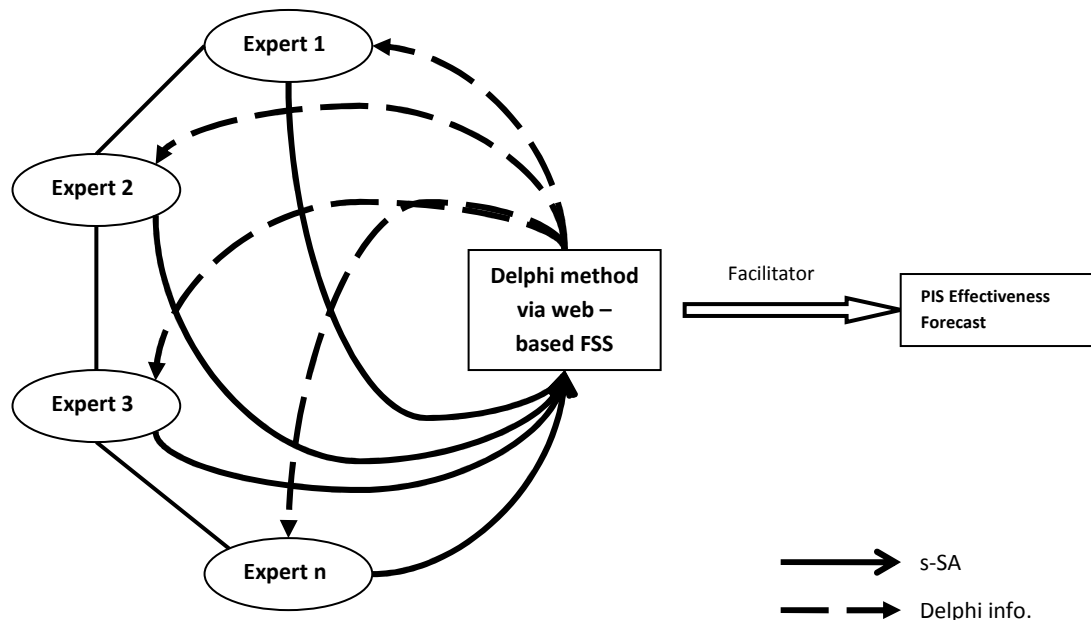 Expert 1
Expert 2
Expert 3
Expert n
Delphi method
via web –
based FSS
Facilitator
PIS Effectiveness
Forecast
s-SA
Delphi info.